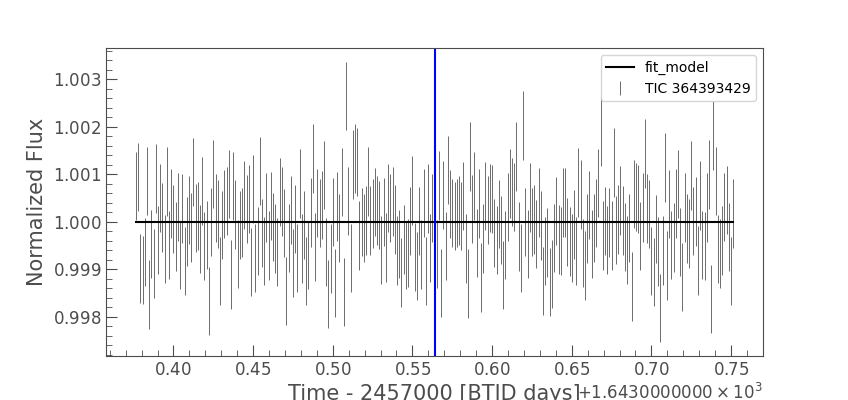 fit_model
TIC 364393429
Normalized Flux
1.003
1.002
1.001
1.000
0.999
0.998
0.40 0.45 0.50 0.55 0.60 0.65 0.70 0.75
Time - 2457000 [BTJD days]
+1.6430000000 × 10³